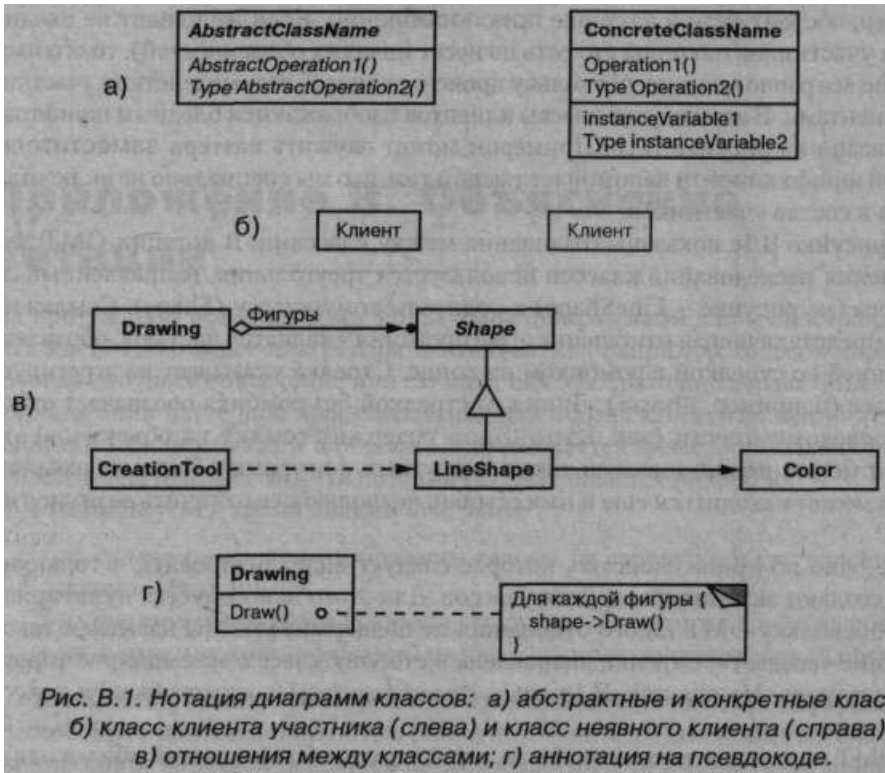 AbstractClassName
AbstractOperation1()
Type AbstractOperation2()
а)
ConcreteClassName
Operation1()
Type Operation2()
instanceVariable1
Type instanceVariable2
б)
Клиент
Клиент
в)
Drawing
Фигуры
Shape
CreationTool
LineShape
Color
г)
Drawing
Draw()
Для каждой фигуры
shape->Draw()
}
Рис. В.1. Нотация диаграмм классов: а) абстрактные и конкретные клас
б) класс клиента участника (слева) и класс неявного клиента (справа)
в) отношения между классами; г) аннотация на псевдокоде.